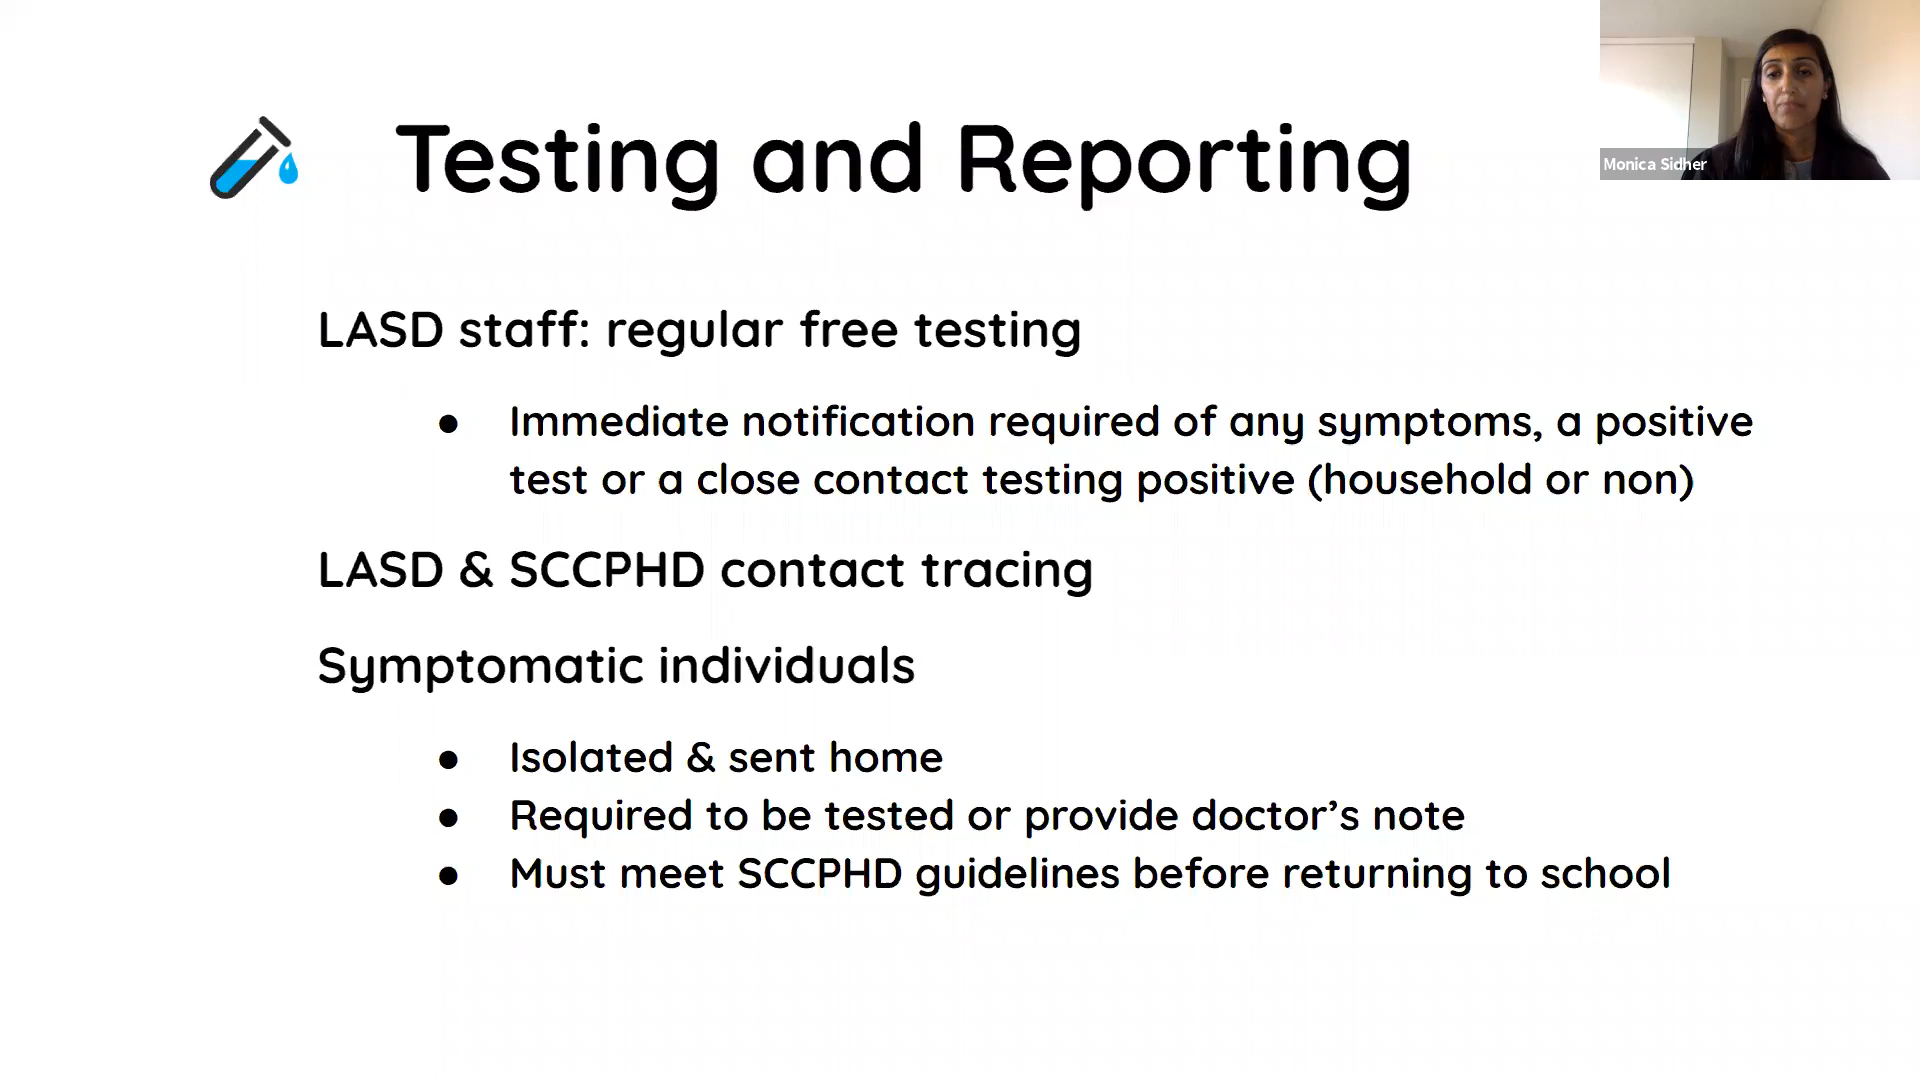 Testing and Reporting
Monica Sidher
LASD staff: regular free testing
● Immediate notification required of any symptoms, a positive
test or a close contact testing positive (household or non)
LASD & SCCPHD contact tracing
Symptomatic individuals
● Isolated & sent home
● Required to be tested or provide doctor’s note
● Must meet SCCPHD guidelines before returning to school